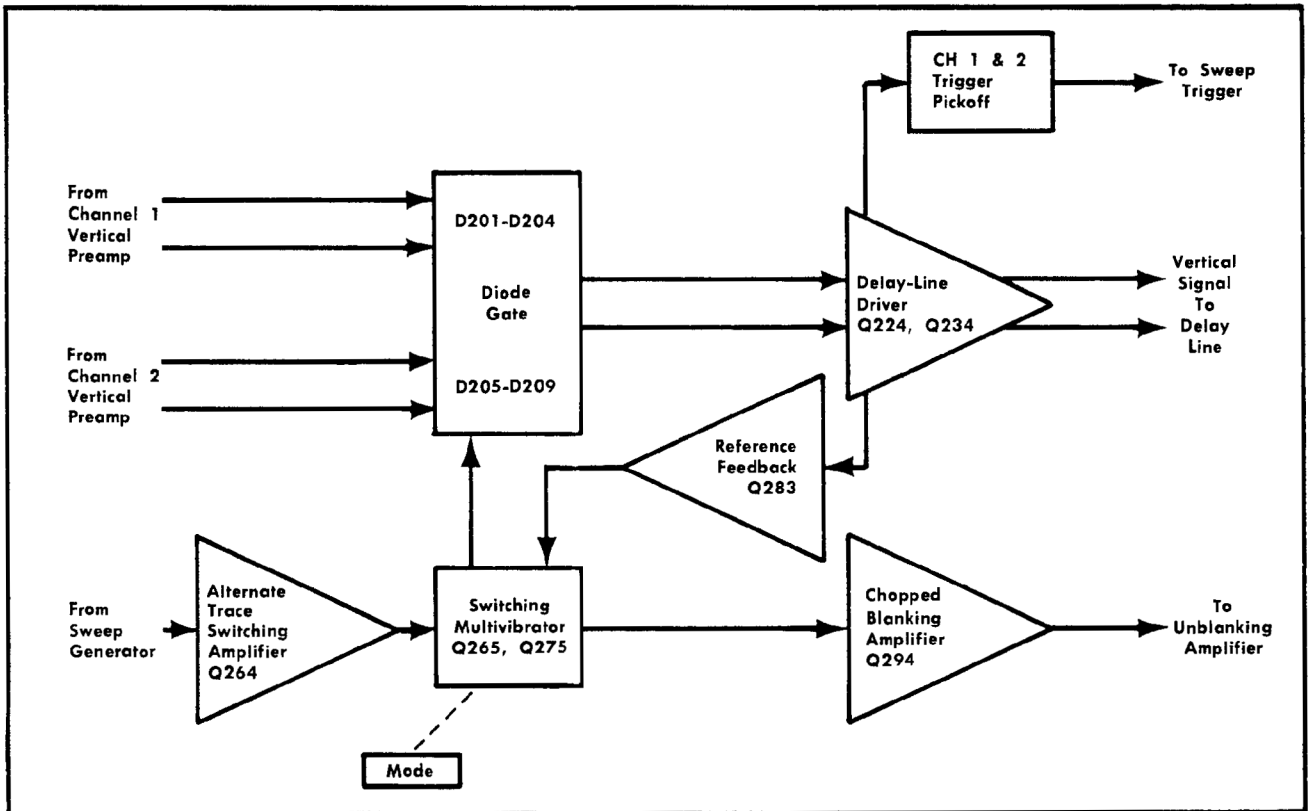 CH 1 & 2
Trigger
Pickoff
To Sweep
Trigger
From
Channel 1
Vertical
Preamp
D201-D204
Diode
Gate
D205-D209
From
Channel 2
Vertical
Preamp
Delay-Line
Driver
Q224, Q234
Vertical
Signal
To
Delay
Line
Reference
Feedback
Q283
From
Sweep
Generator
Alternate
Trace
Switching
Amplifier
Q264
Switching
Multivibrator
Q265, Q275
Chopped
Blanking
Amplifier
Q294
To
Unblanking
Amplifier
Mode